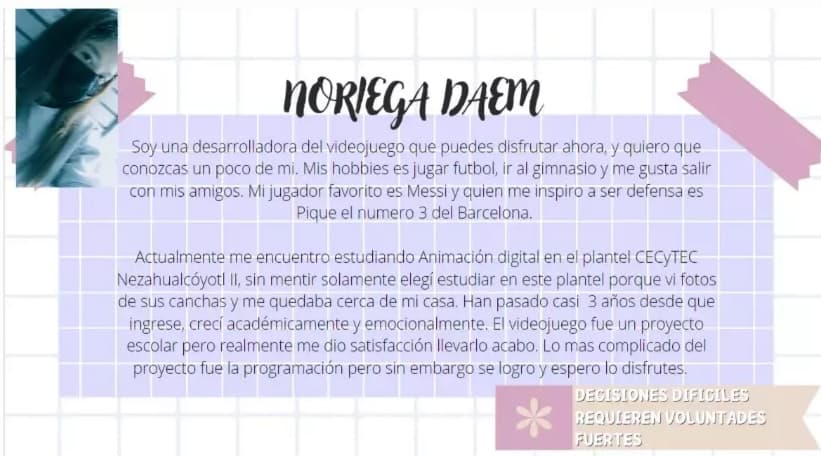 NORIEGA DAEM
Soy una desarrolladora del videojuego que puedes disfrutar ahora, y quiero que
conozcas un poco de mi. Mis hobbies es jugar futbol, ir al gimnasio y me gusta salir
con mis amigos. Mi jugador favorito es Messi y quien me inspiro a ser defensa es
Pique el numero 3 del Barcelona.
Actualmente me encuentro estudiando Animación digital en el plantel CECyTEC
Nezahualcóyotl II, sin mentir solamente elegí estudiar en este plantel porque vi fotos
de sus canchas y me quedaba cerca de mi casa. Han pasado casi 3 años desde que
ingrese, crecí académicamente y emocionalmente. El videojuego fue un proyecto
escolar pero realmente me dio satisfacción llevarlo acabo. Lo mas complicado del
proyecto fue la programación pero sin embargo se logro y espero lo disfrutes.
DECISIONES DIFICILES
REQUIEREN VOLUNTADES
FUERTES